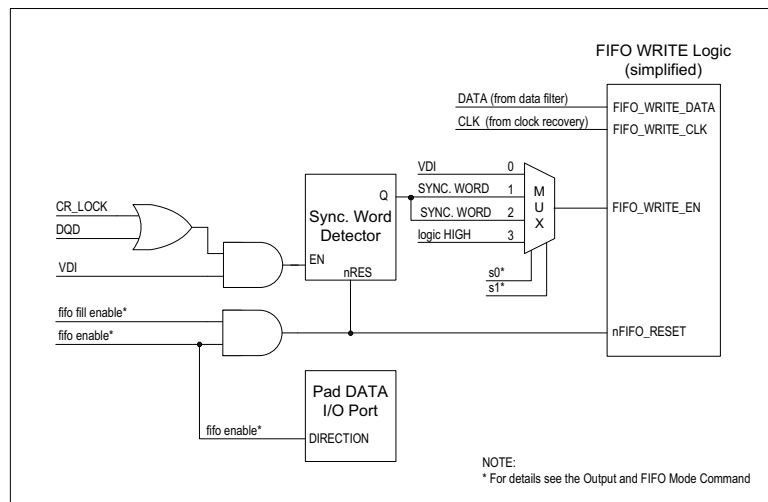 FIFO WRITE Logic
(simplified)
DATA (from data filter)
FIFO_WRITE_DATA
CLK (from clock recovery)
FIFO_WRITE_CLK
VDI
0
Q
SYNC. WORD
1
M
U
X
CR_LOCK
Sync. Word
Detector
SYNC. WORD
2
FIFO_WRITE_EN
DQD
logic HIGH
3
EN
VDI
nRES
s0*
s1*
fifo fill enable*
fifo enable*
nFIFO_RESET
Pad DATA
I/O Port
fifo enable*
DIRECTION
NOTE:
* For details see the Output and FIFO Mode Command